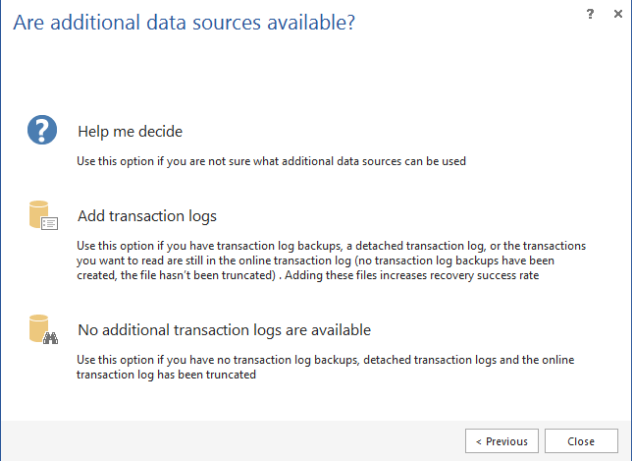 Are additional data sources available?
? ×
Help me decide
Use this option if you are not sure what additional data sources can be used
Add transaction logs
Use this option if you have transaction log backups, a detached transaction log, or the transactions
you want to read are still in the online transaction log (no transaction log backups have been
created, the file hasn't been truncated) . Adding these files increases recovery success rate
No additional transaction logs are available
Use this option if you have no transaction log backups, detached transaction logs and the online
transaction log has been truncated
< Previous
Close